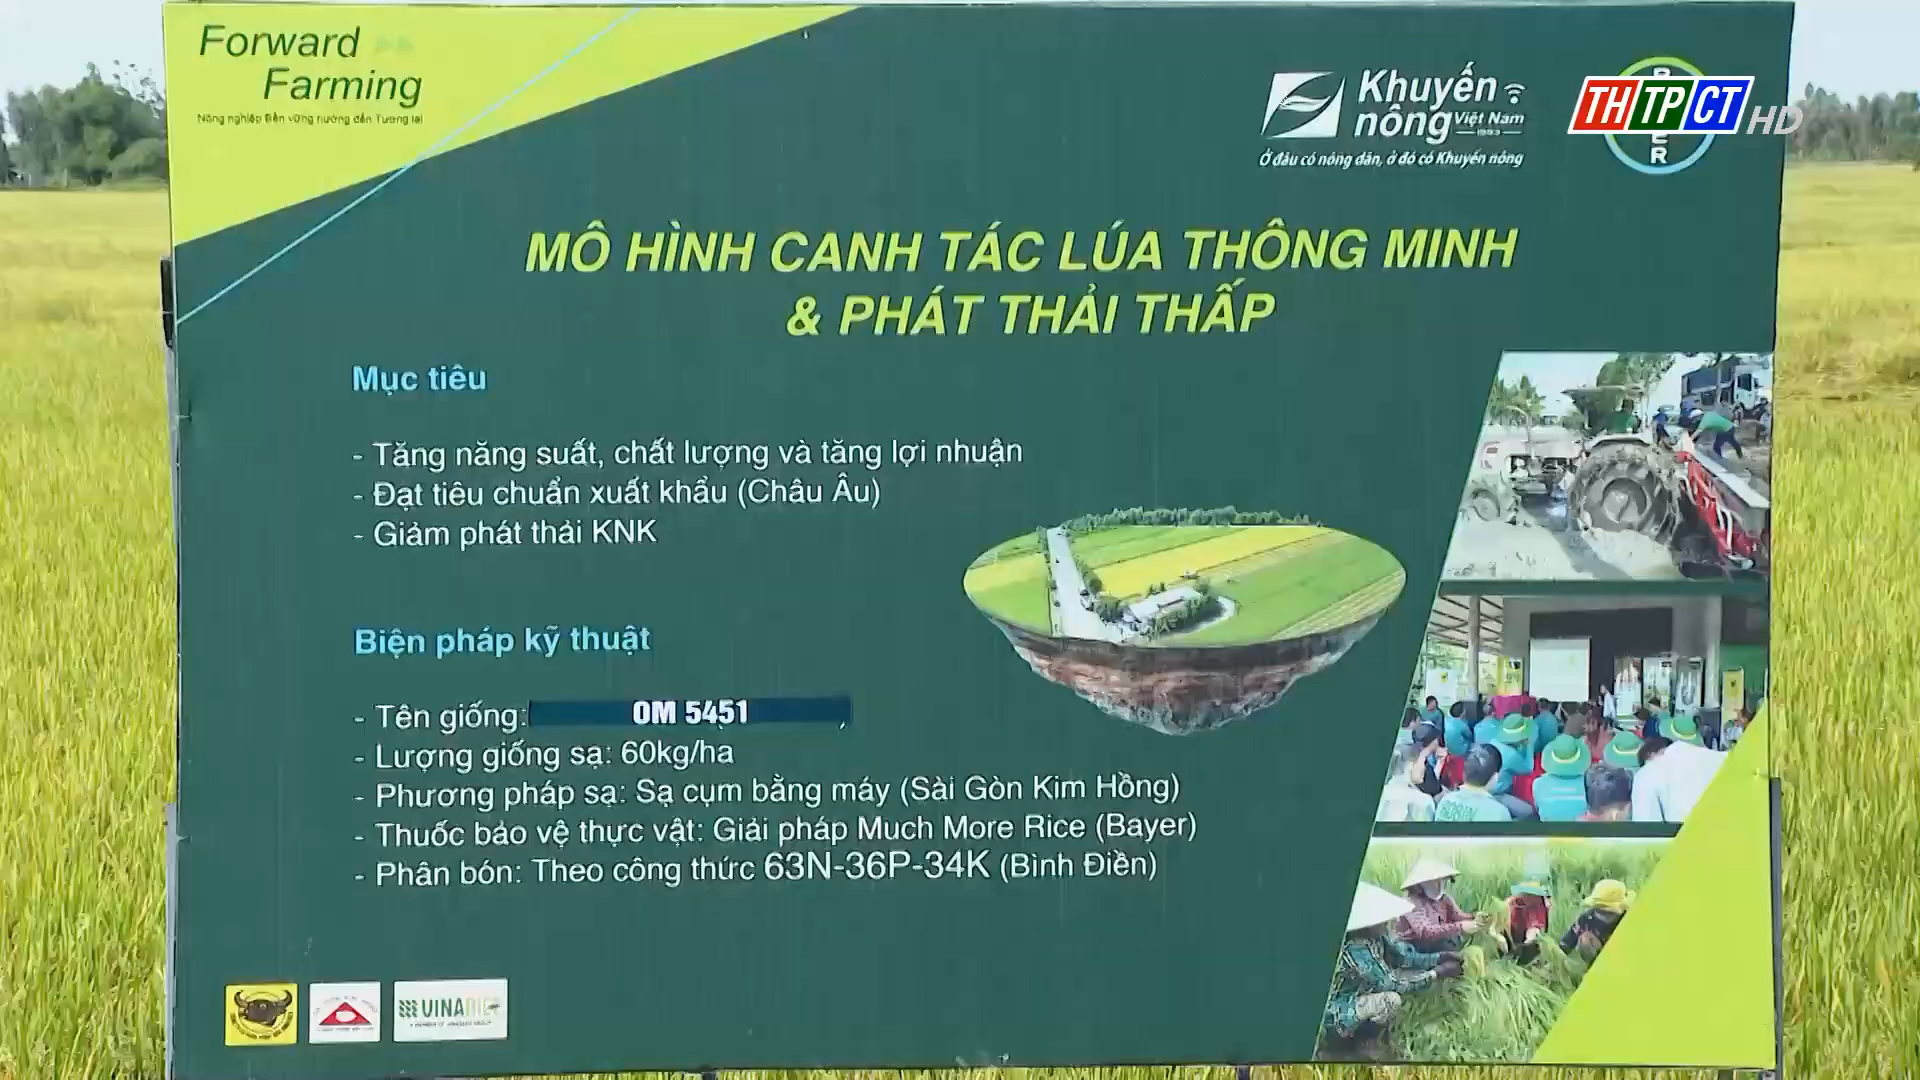 Forward
Farming
Nông nghiệp Bền vững hướng đến Tương lai
Khuyến
nông Việt Nam
1993
Ở đâu có nông dân, ở đó có Khuyến nông
THTPCT HD
MÔ HÌNH CANH TÁC LÚA THÔNG MINH
& PHÁT THẢI THẤP
Mục tiêu
- Tăng năng suất, chất lượng và tăng lợi nhuận
- Đạt tiêu chuẩn xuất khẩu (Châu Âu)
- Giảm phát thải KNK
Biện pháp kỹ thuật
- Tên giống: OM 5451
- Lượng giống sạ: 60kg/ha
- Phương pháp sạ: Sạ cụm bằng máy (Sài Gòn Kim Hồng)
- Thuốc bảo vệ thực vật: Giải pháp Much More Rice (Bayer)
- Phân bón: Theo công thức 63N-36P-34K (Bình Điền)